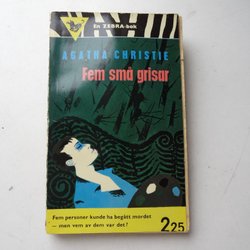 En ZEBRA-bok
AGATHA CHRISTIE
Fem små grisar
Fem personer kunde ha begått mordet
— men vem av dem var det?
2.25